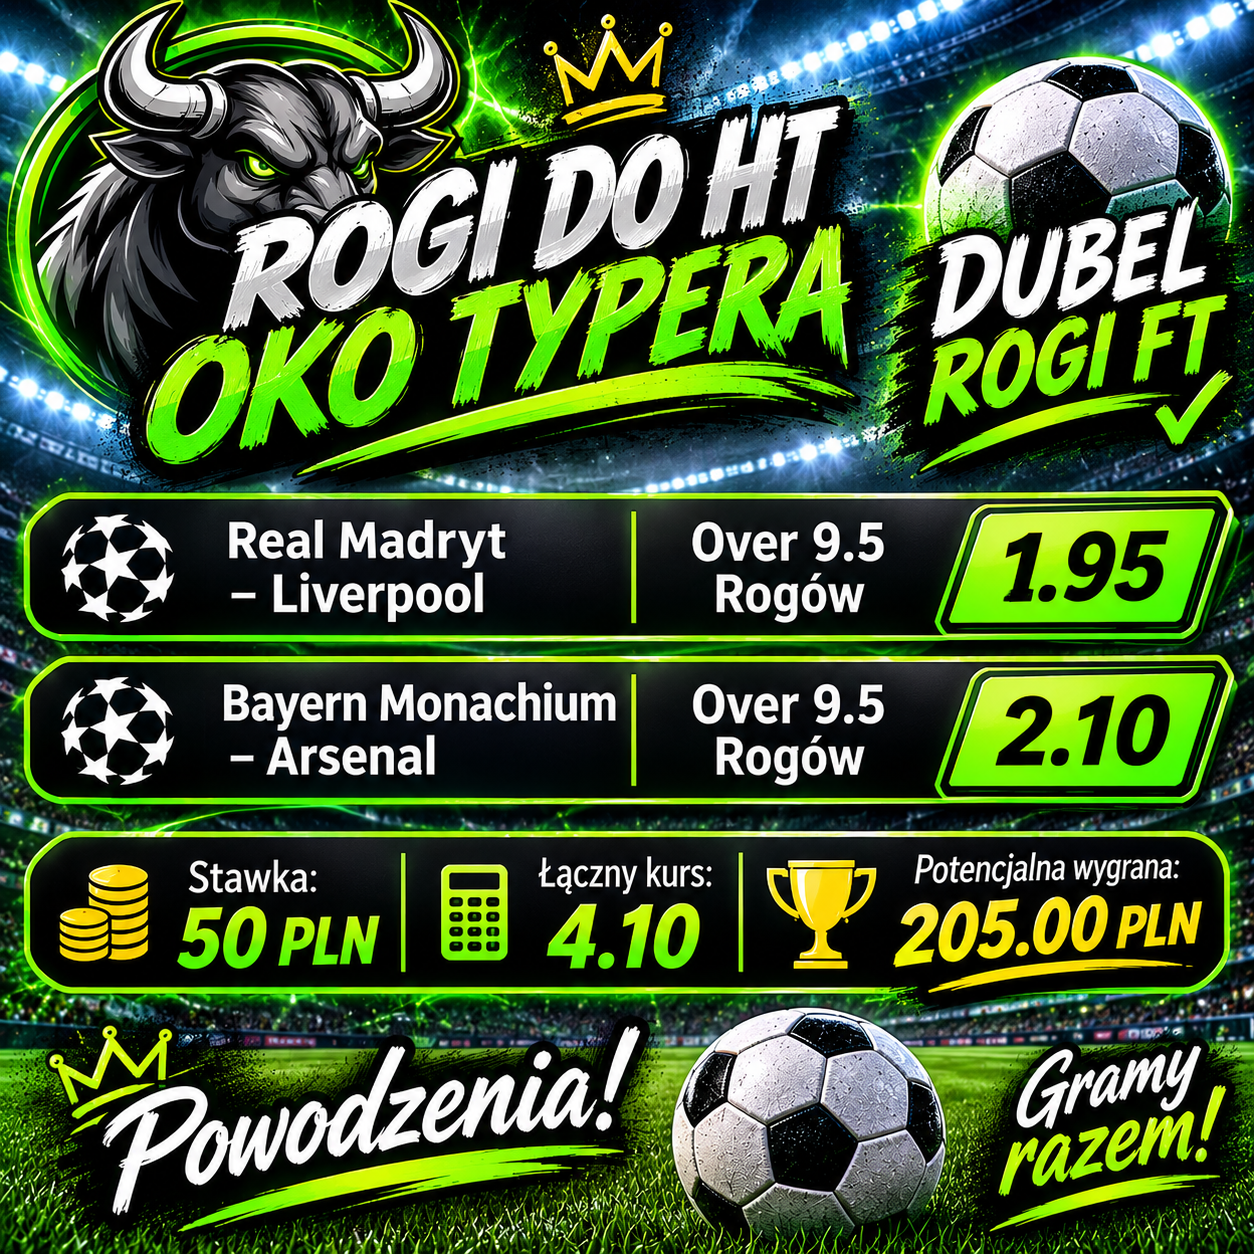 ROGI DO HT
OKO TYPERA
DUBEL
ROGI FT
Real Madryt
– Liverpool
Over 9.5
Rogów
1.95
Bayern Monachium
– Arsenal
Over 9.5
Rogów
2.10
Stawka:
50 PLN
Łączny kurs:
4.10
Potencjalna wygrana:
205.00 PLN
Powodzenia!
Gramy
razem!